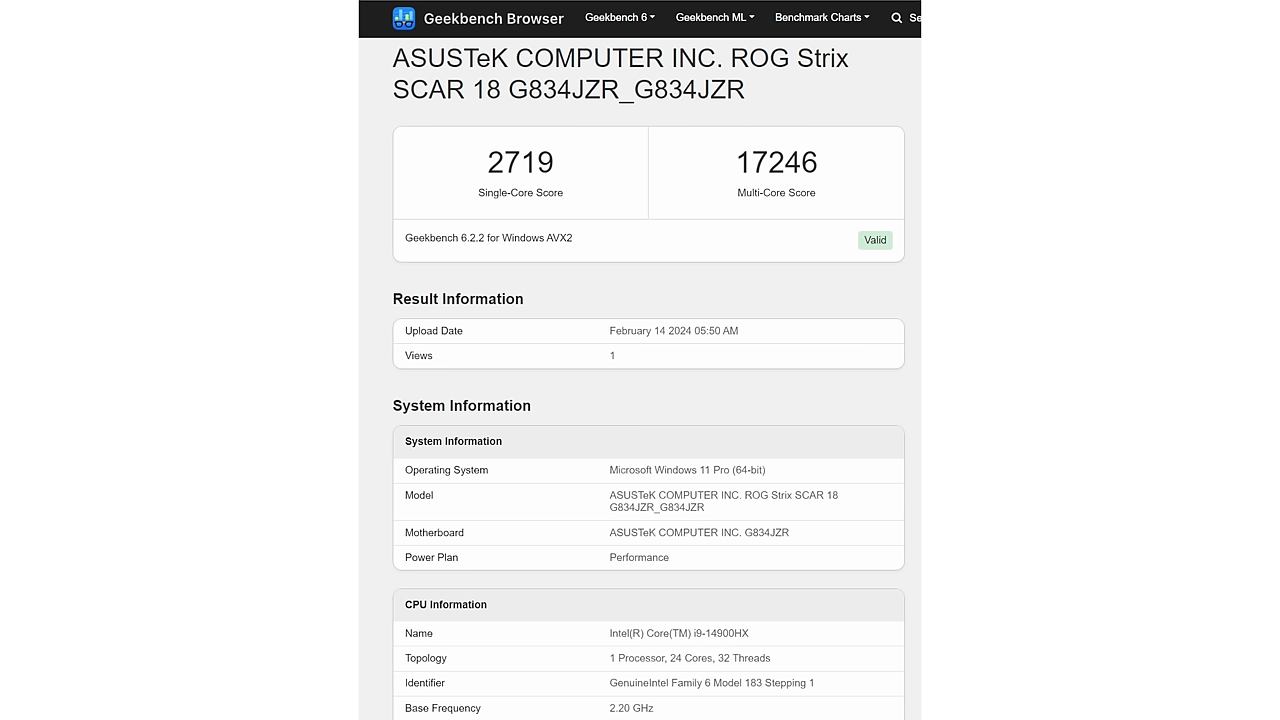 Geekbench Browser Geekbench 6 Geekbench ML Benchmark Charts Se
ASUSTeK COMPUTER INC. ROG Strix
SCAR 18 G834JZR_G834JZR
2719 17246
Single-Core Score Multi-Core Score
Geekbench 6.2.2 for Windows AVX2 Valid
Result Information
Upload Date February 14 2024 05:50 AM
Views 1
System Information
System Information
Operating System Microsoft Windows 11 Pro (64-bit)
Model ASUSTeK COMPUTER INC. ROG Strix SCAR 18
G834JZR_G834JZR
Motherboard ASUSTeK COMPUTER INC. G834JZR
Power Plan Performance
CPU Information
Name Intel(R) Core(TM) i9-14900HX
Topology 1 Processor, 24 Cores, 32 Threads
Identifier GenuineIntel Family 6 Model 183 Stepping 1
Base Frequency 2.20 GHz